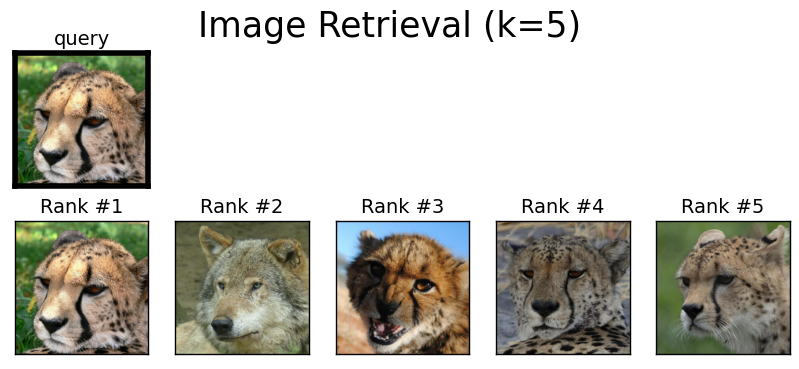 Image Retrieval (k=5)
query
Rank #1
Rank #2
Rank #3
Rank #4
Rank #5